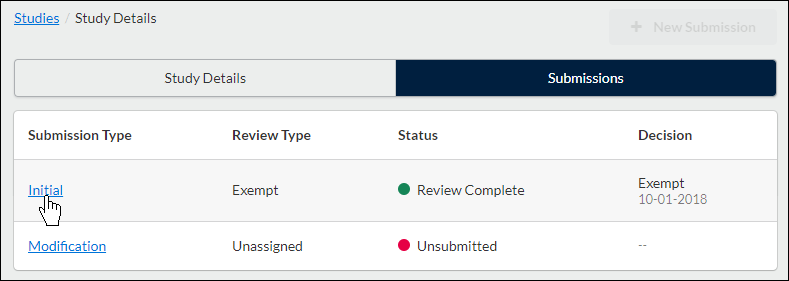 Studies / Study Details
+ New Submission
Study Details Submissions
Submission Type Review Type Status Decision
Initial Exempt Review Complete Exempt
10-01-2018
Modification Unassigned Unsubmitted --